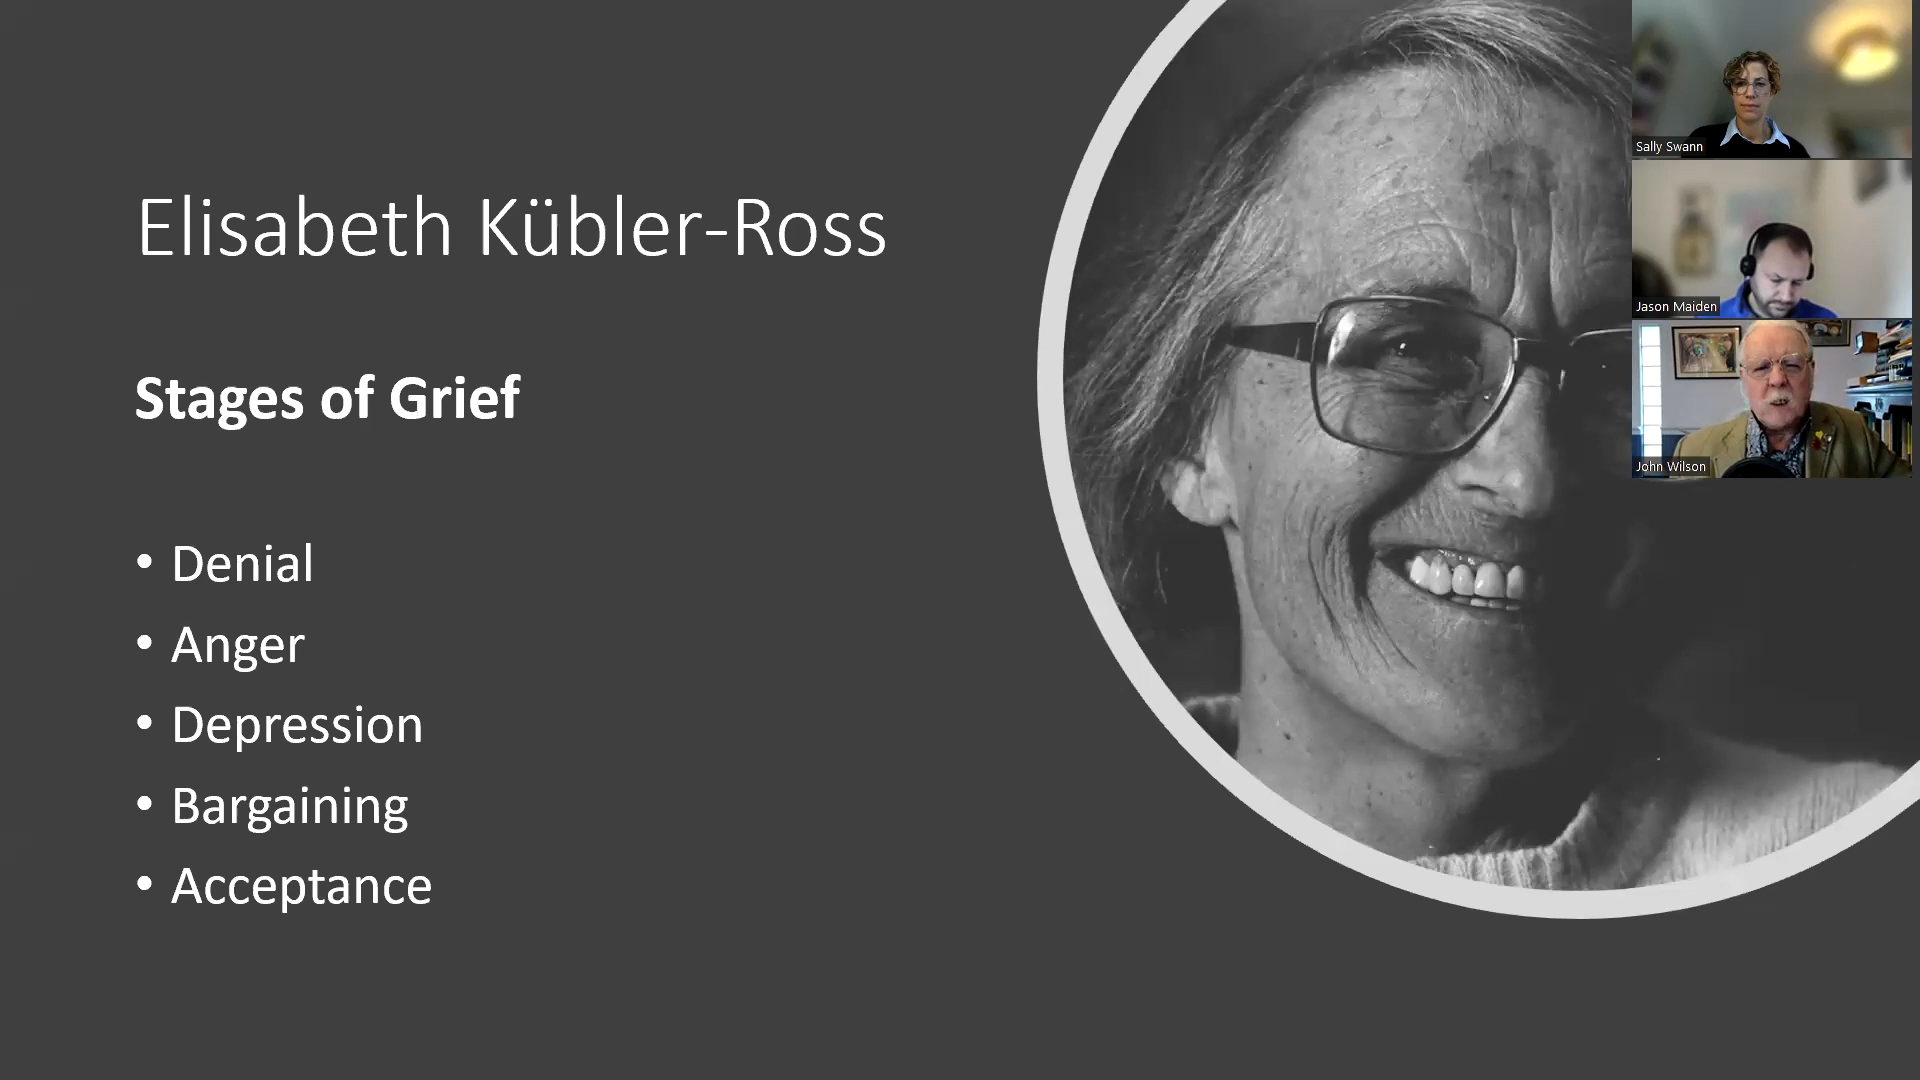 Elisabeth Kübler-Ross
Stages of Grief
• Denial
• Anger
• Depression
• Bargaining
• Acceptance
Sally Swann
Jason Maiden
John Wilson